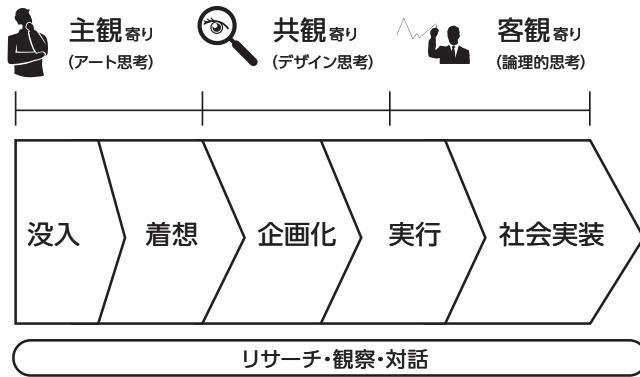 主観寄り
(アート思考)
共観寄り
(デザイン思考)
客観寄り
(論理的思考)
没入
着想
企画化
実行
社会実装
リサーチ・観察・対話